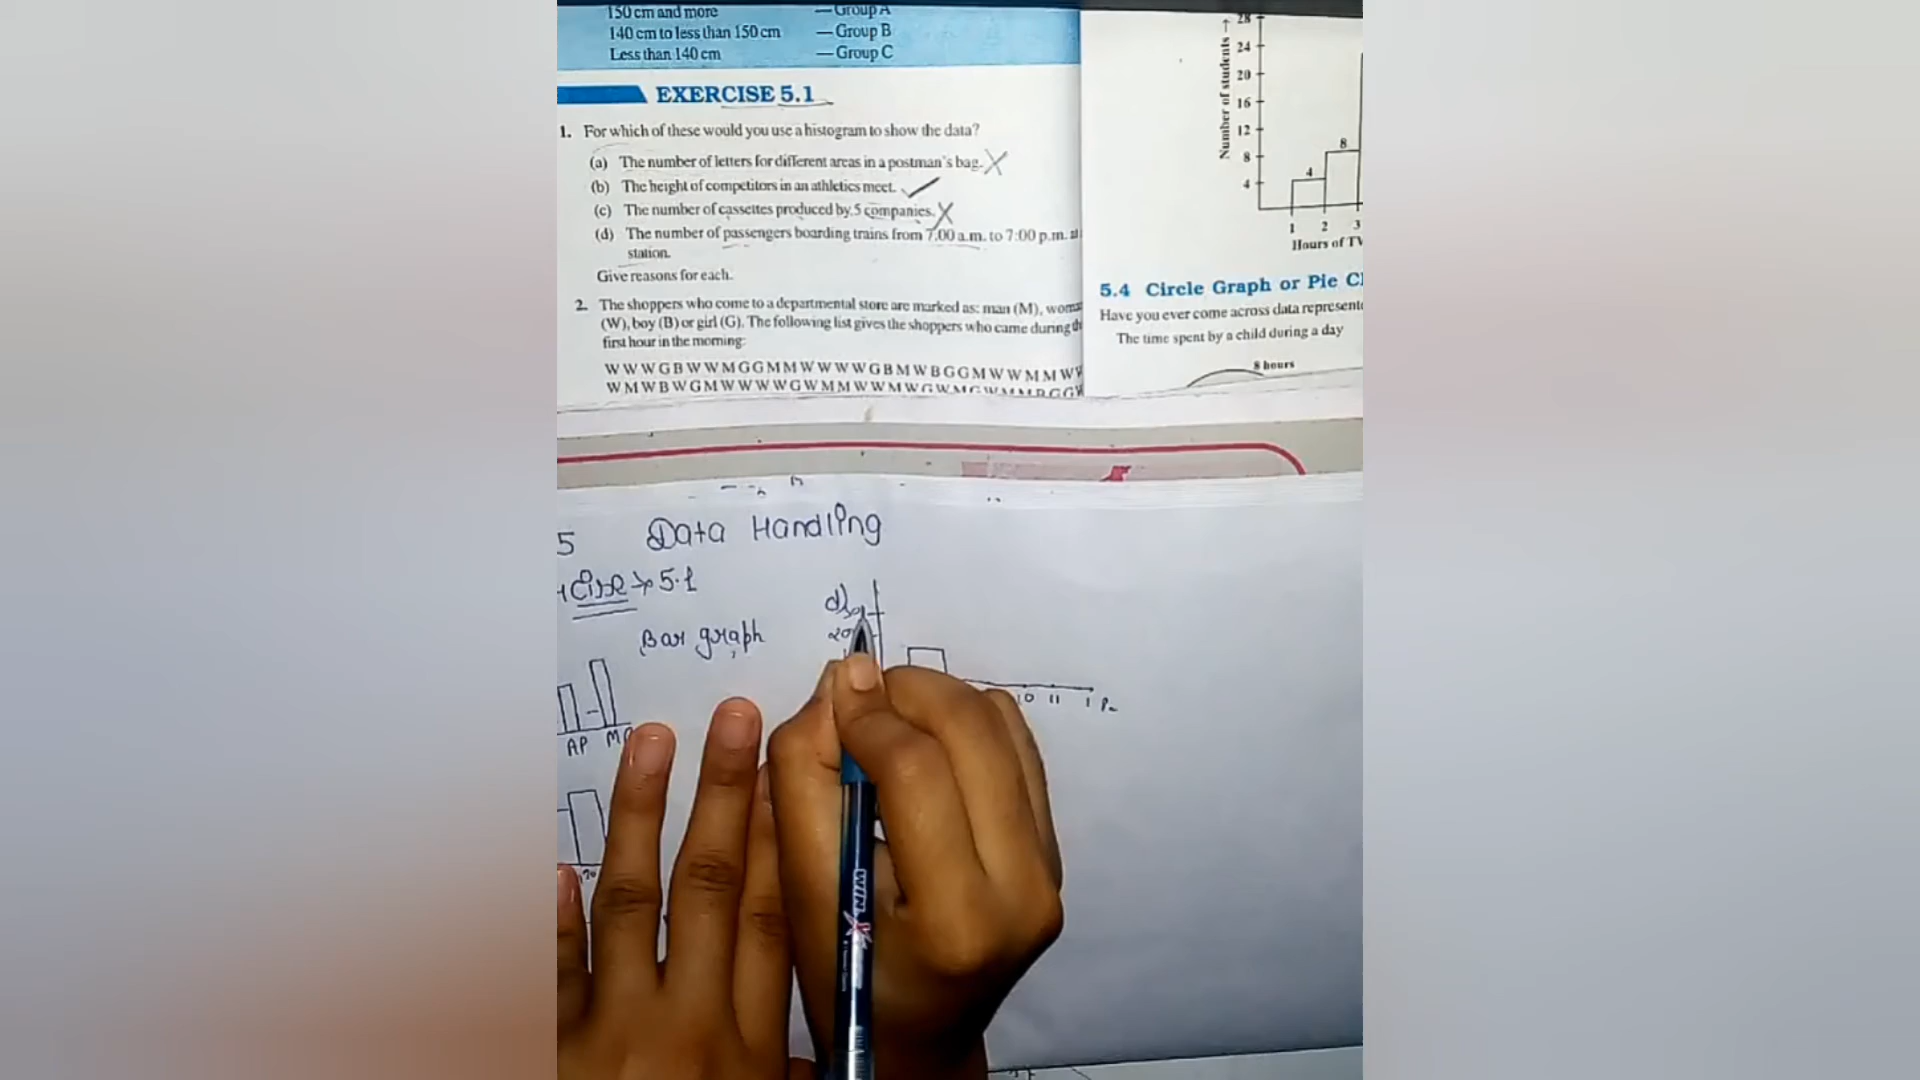 150 cm and more — Group A
140 cm to less than 150 cm — Group B
Less than 140 cm — Group C
EXERCISE 5.1
1. For which of these would you use a histogram to show the data?
(a) The number of letters for different areas in a postman's bag.
(b) The height of competitors in an athletics meet.
(c) The number of cassettes produced by 5 companies.
(d) The number of passengers boarding trains from 7:00 a.m. to 7:00 p.m. at
station.
Give reasons for each.
2. The shoppers who come to a departmental store are marked as: man (M),
(W), boy (B) or girl (G). The following list gives the shoppers who came during
first hour in the morning:
W W W G B W W M G G M M W W W W G B M W B G G M W W M M W
W M W B W G M W W W W G W M M W W M W G W M G W M M B G G
Number of students →
28
24
20
16
12
8
4
4
8
1 2 3
Hours of TV
5.4 Circle Graph or Pie
Have you ever come across data
The time spent by a child during a day
8 hours
5 Data Handling
5.1
Bar graph
d)
20
10 11 1
AP
WIN